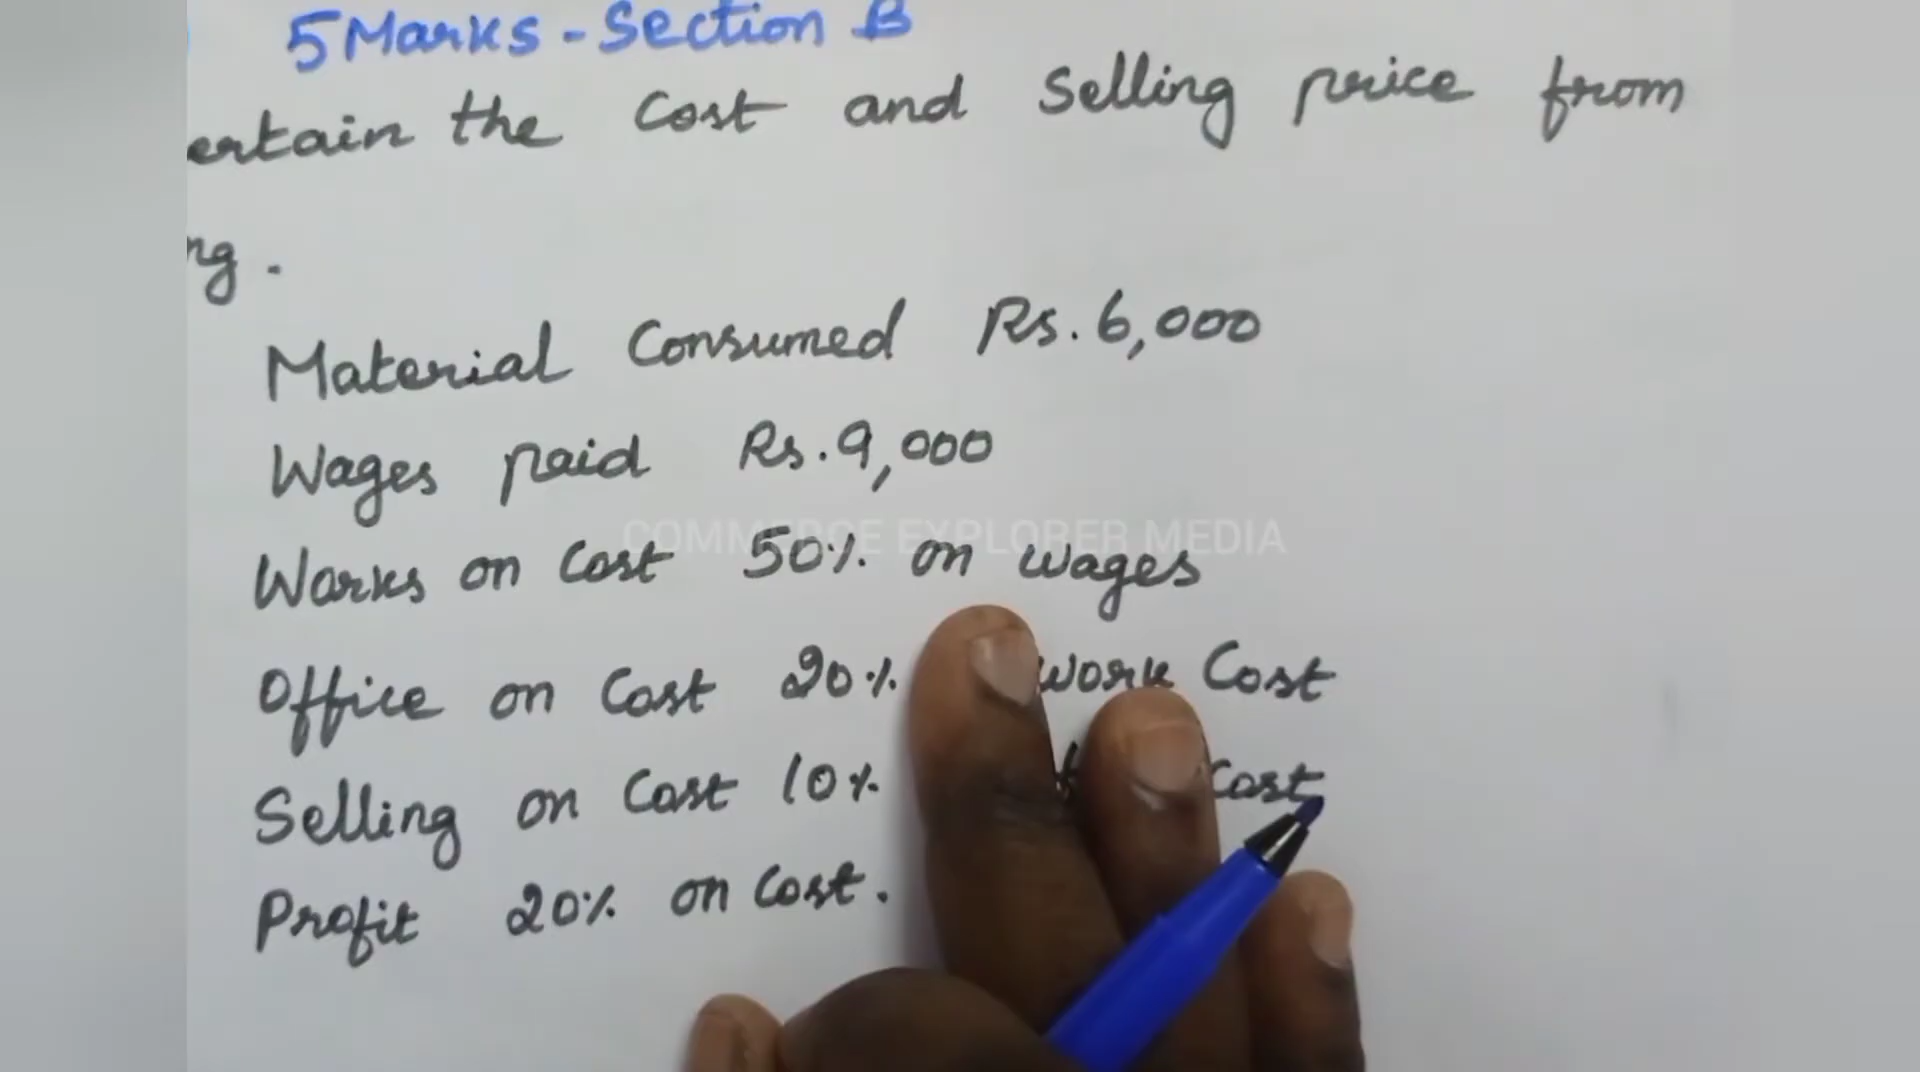 5 Marks - Section B
ertain the Cost and Selling price from
ng.
Material Consumed Rs. 6,000
Wages paid Rs. 9,000
COMMERCE EXPLORER MEDIA
Works on Cost 50% on wages
Office on Cost 20% work Cost
Selling on Cost 10% Cost
Profit 20% on Cost.